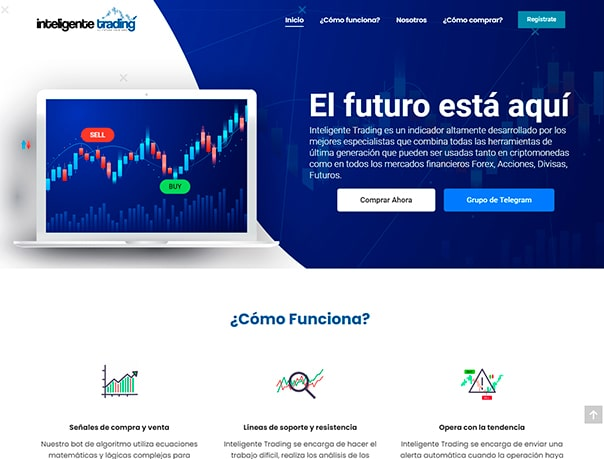 inteligente trading
Inicio
¿Cómo funciona?
Nosotros
¿Cómo comprar?
Registrate
SELL
BUY
El futuro está aquí
Inteligente Trading es un indicador altamente desarrollado por los
mejores especialistas que combina todas las herramientas de
última generación que pueden ser usadas tanto en criptomonedas
como en todos los mercados financieros Forex, Acciones, Divisas,
Futuros.
Comprar Ahora
Grupo de Telegram
¿Cómo Funciona?
Señales de compra y venta
Nuestro bot de algoritmo utiliza ecuaciones
matemáticas y lógicas complejos para
Lineas de soporte y resistencia
Inteligente Trading se encarga de hacer el
trabajo difícil, realiza los análisis de los
Opera con la tendencia
Inteligente Trading se encarga de enviar una
alerta automática cuando la operación haya